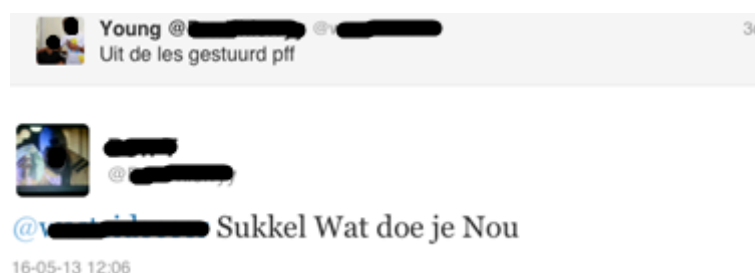 Young @
Uit de les gestuurd pff
Sukkel Wat doe je Nou
16-05-13 12:06